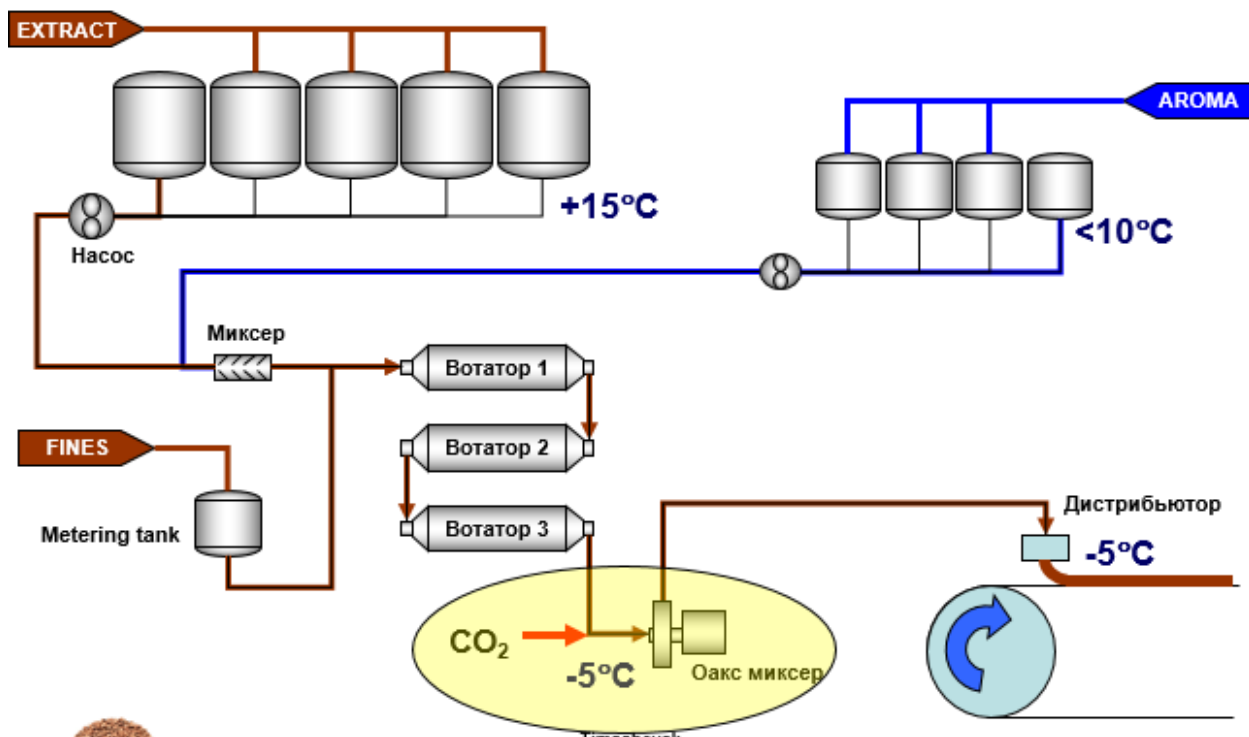 EXTRACT
AROMA
+15°C
<10°C
Насос
Миксер
Вотатор 1
FINES
Вотатор 2
Metering tank
Вотатор 3
Дистрибьютор
-5°C
CO₂
-5°C
Оакс миксер